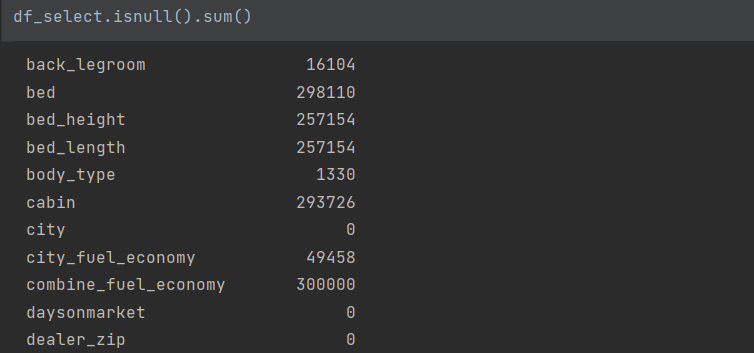 df_select.isnull().sum()
back_legroom 16104
bed 298110
bed_height 257154
bed_length 257154
body_type 1330
cabin 293726
city 0
city_fuel_economy 49458
combine_fuel_economy 300000
daysonmarket 0
dealer_zip 0